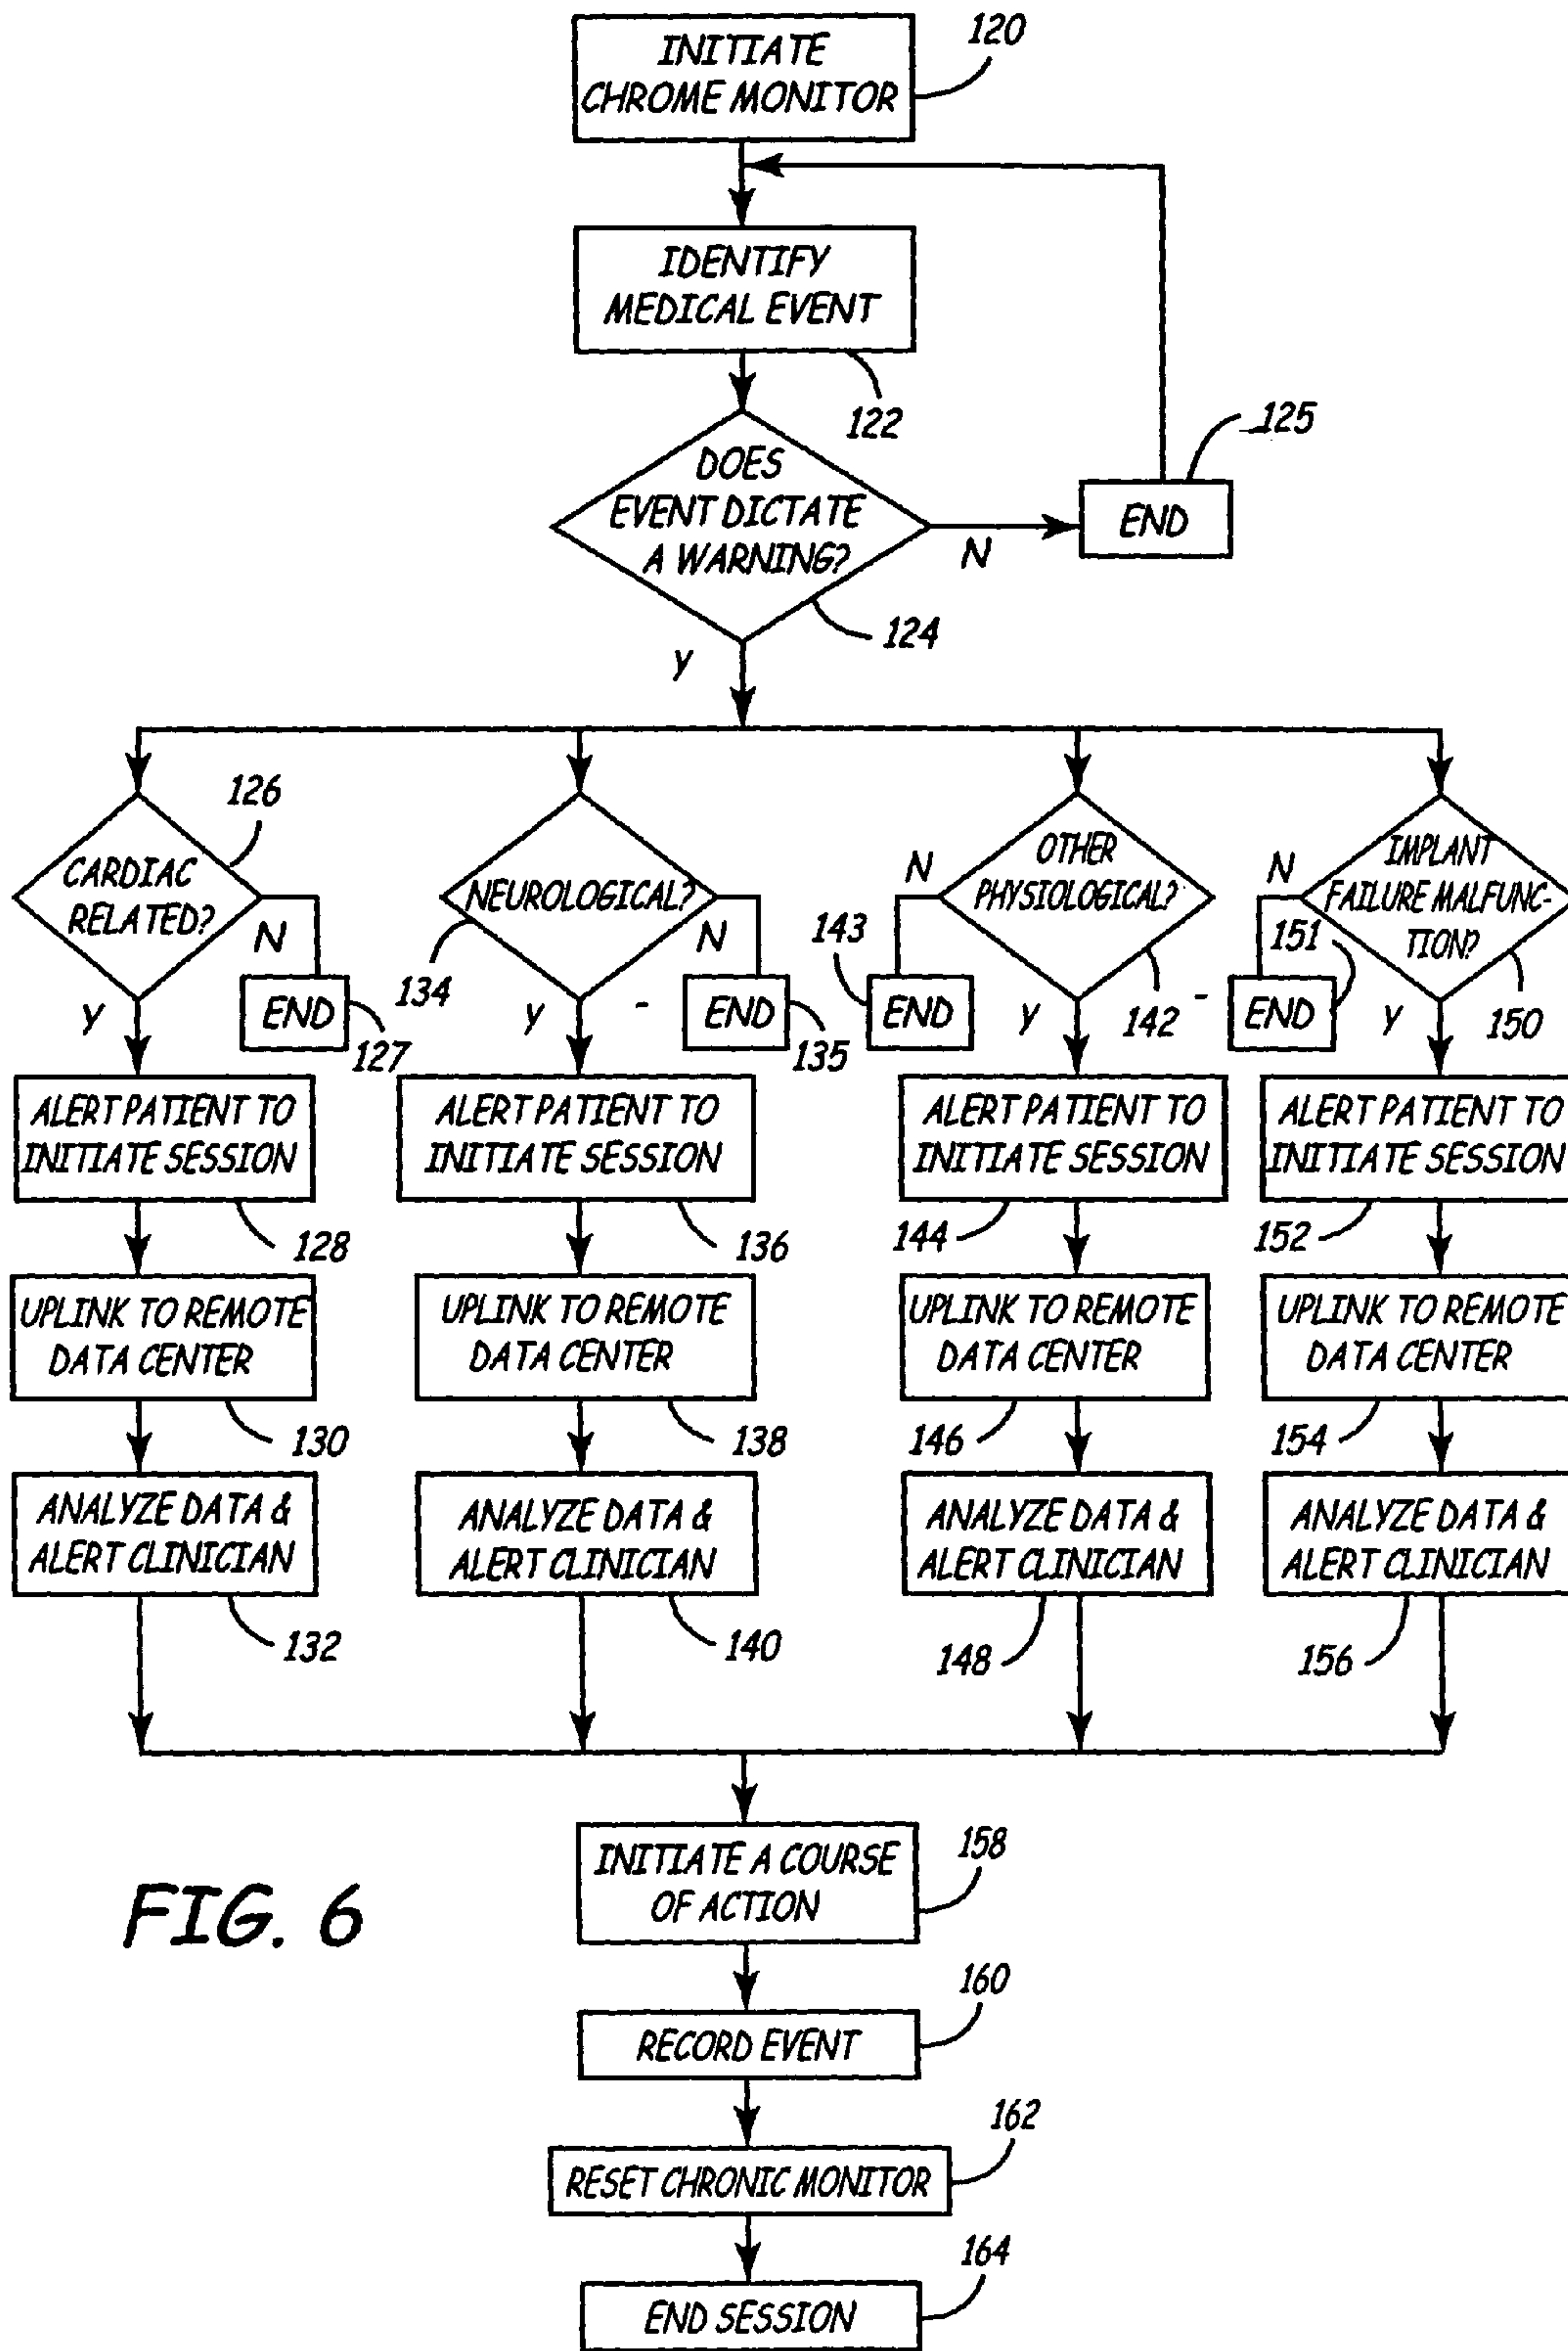 INITIATE
CHROME MONITOR
120
IDENTIFY
MEDICAL EVENT
122
DOES
EVENT DICTATE
A WARNING?
124
N
125
END
Y
126
CARDIAC
RELATED?
N
END
127
Y
NEUROLOGICAL?
134
N
END
135
Y
OTHER
PHYSIOLOGICAL?
N
143
END
142
Y
IMPLANT
FAILURE MALFUNC-
TION?
N
151
END
150
Y
ALERT PATIENT TO
INITIATE SESSION
128
ALERT PATIENT TO
INITIATE SESSION
136
ALERT PATIENT TO
INITIATE SESSION
144
ALERT PATIENT TO
INITIATE SESSION
152
UPLINK TO REMOTE
DATA CENTER
130
UPLINK TO REMOTE
DATA CENTER
138
UPLINK TO REMOTE
DATA CENTER
146
UPLINK TO REMOTE
DATA CENTER
154
ANALYZE DATA &
ALERT CLINICIAN
132
ANALYZE DATA &
ALERT CLINICIAN
140
ANALYZE DATA &
ALERT CLINICIAN
148
ANALYZE DATA &
ALERT CLINICIAN
156
INITIATE A COURSE
OF ACTION
158
FIG. 6
RECORD EVENT
160
RESET CHRONIC MONITOR
162
END SESSION
164